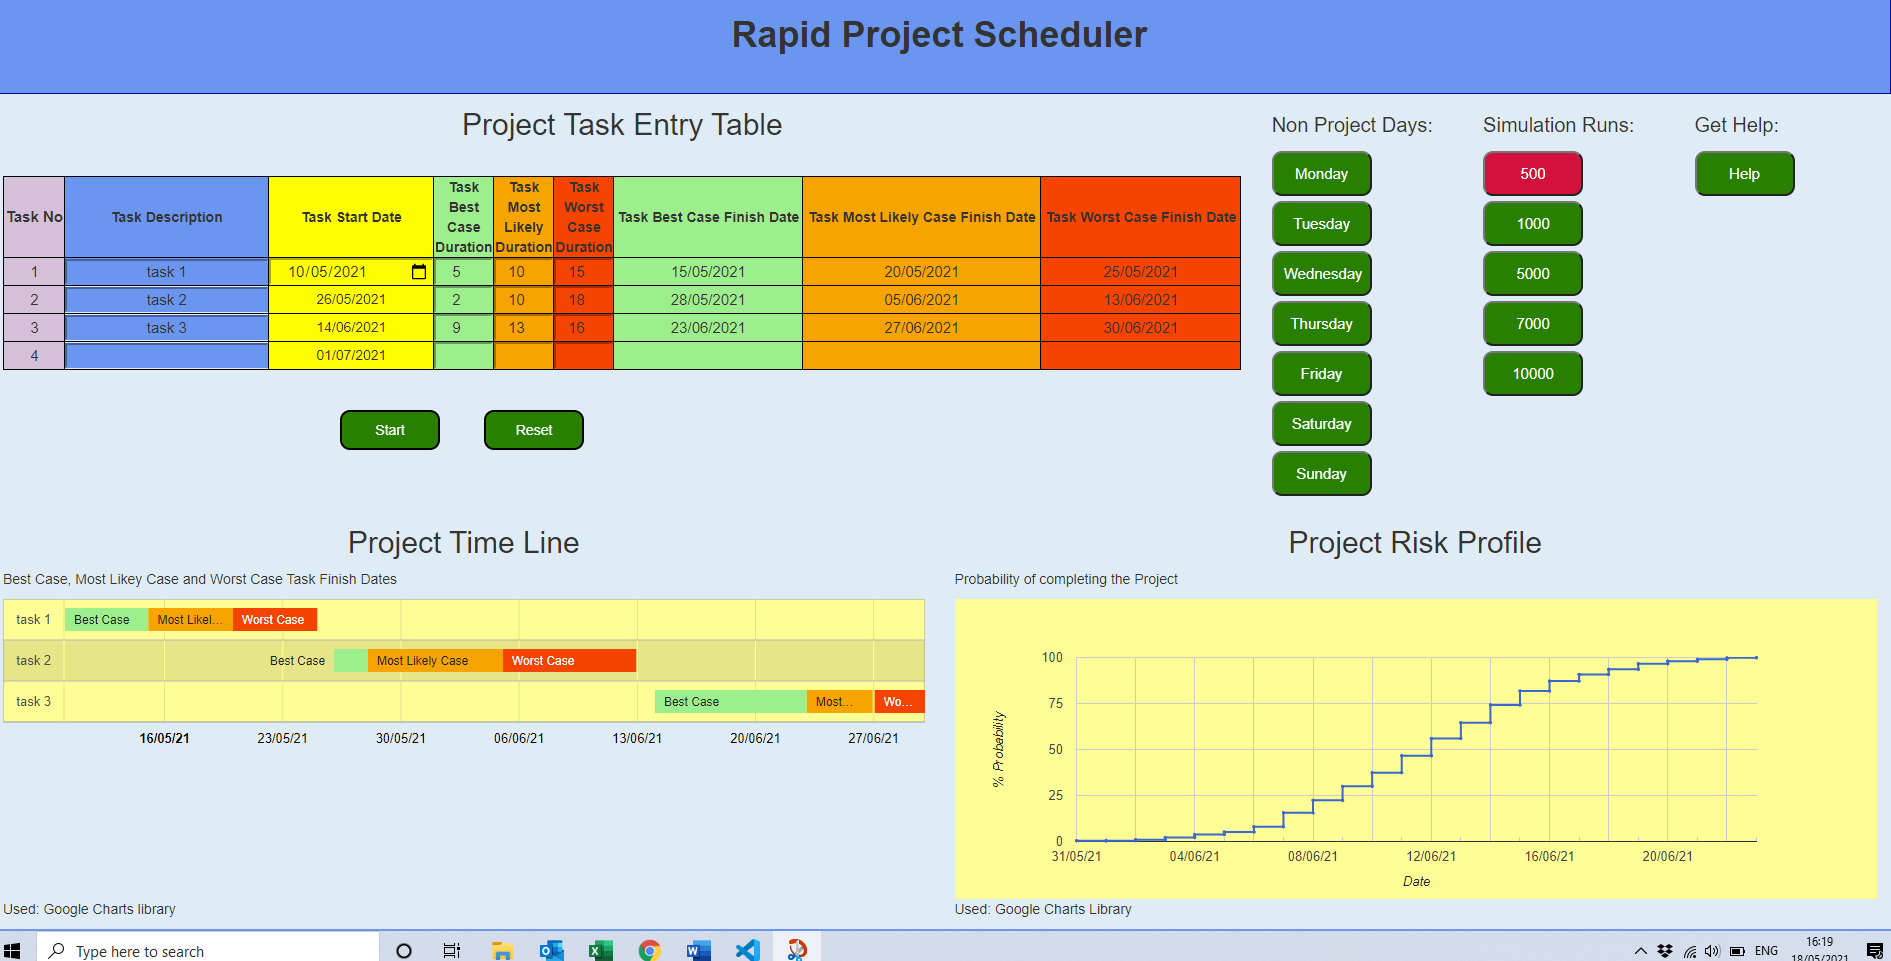 Rapid Project Scheduler
Project Task Entry Table
Non Project Days:
Simulation Runs:
Get Help:
Task No
Task Description
Task Start Date
Task
Best
Case
Duration
Task
Most
Likely
Duration
Task
Worst
Case
Duration
Task Best Case Finish Date
Task Most Likely Case Finish Date
Task Worst Case Finish Date
1 task 1 10/05/2021 5 10 15 15/05/2021 20/05/2021 25/05/2021
2 task 2 26/05/2021 2 10 18 28/05/2021 05/06/2021 13/06/2021
3 task 3 14/06/2021 9 13 16 23/06/2021 27/06/2021 30/06/2021
4 01/07/2021
Monday
Tuesday
Wednesday
Thursday
Friday
Saturday
Sunday
500
1000
5000
7000
10000
Help
Start
Reset
Project Time Line
Best Case, Most Likey Case and Worst Case Task Finish Dates
task 1 Best Case Most Likel... Worst Case
task 2 Best Case Most Likely Case Worst Case
task 3 Best Case Most... Wo...
16/05/21 23/05/21 30/05/21 06/06/21 13/06/21 20/06/21 27/06/21
Used: Google Charts library
Project Risk Profile
Probability of completing the Project
100
75
50
25
0
% Probability
31/05/21 04/06/21 08/06/21 12/06/21 16/06/21 20/06/21
Date
Used: Google Charts Library
Type here to search
ENG
16:19
18/05/2021